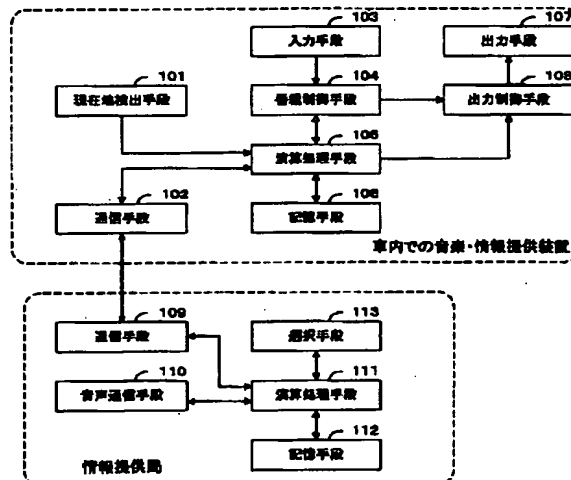 103
入力手段
107
出力手段
101
現在地検出手段
104
番組制御手段
108
出力制御手段
105
演算処理手段
102
通信手段
106
記憶手段
車内での音楽・情報提供装置
109
通信手段
113
選択手段
110
音声通信手段
111
演算処理手段
112
記憶手段
情報提供局